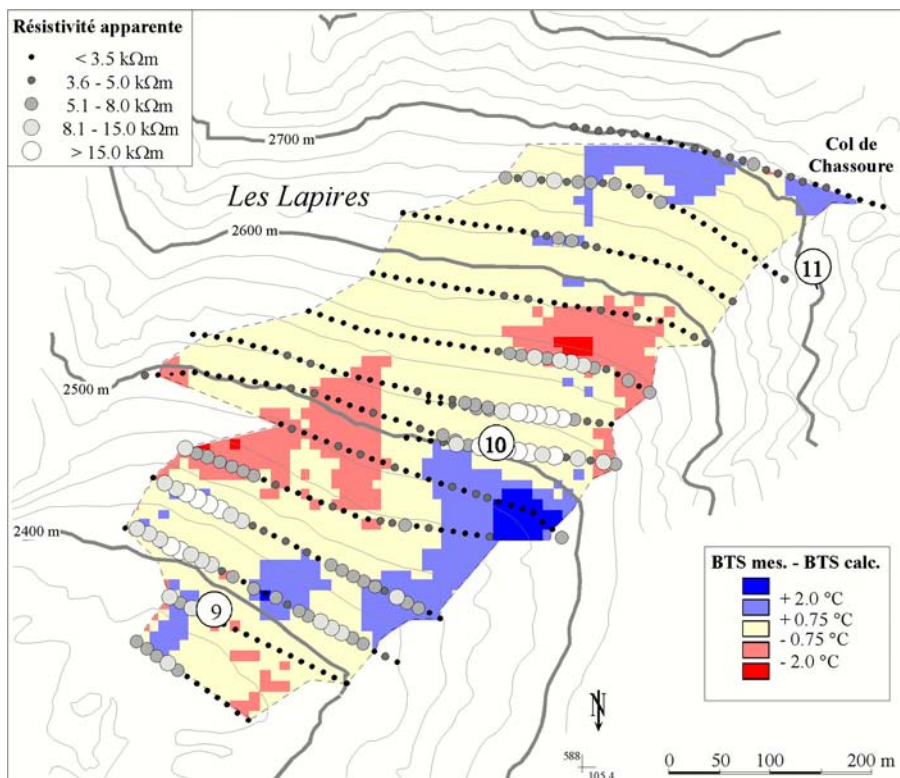 Résistivité apparente
< 3.5 kΩm
3.6 - 5.0 kΩm
5.1 - 8.0 kΩm
8.1 - 15.0 kΩm
> 15.0 kΩm
2700 m
Col de
Chassoure
Les Lapires
2600 m
11
2500 m
10
2400 m
9
BTS mes. - BTS calc.
+ 2.0 °C
+ 0.75 °C
- 0.75 °C
- 2.0 °C
N
588
105.4
0 50 100 200 m